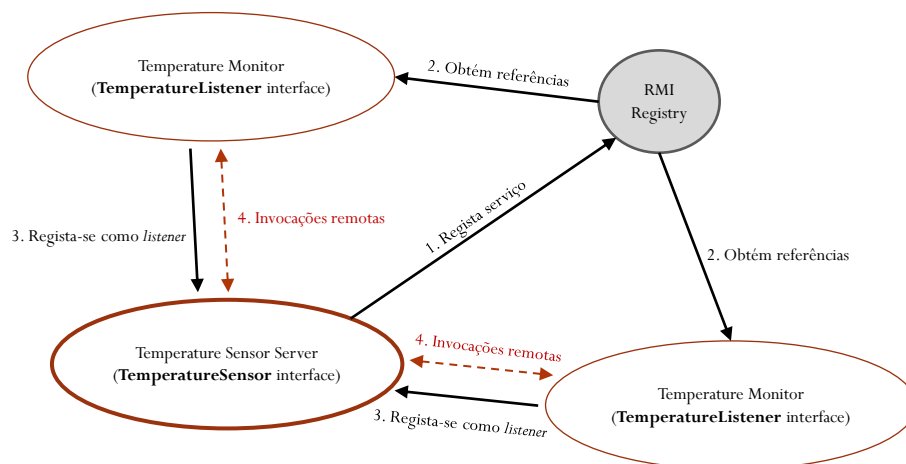 Temperature Monitor
(TemperatureListener interface)
2. Obtém referências
RMI
Registry
3. Regista-se como listener
4. Invocações remotas
1. Regista serviço
2. Obtém referências
Temperature Sensor Server
(TemperatureSensor interface)
4. Invocações remotas
3. Regista-se como listener
Temperature Monitor
(TemperatureListener interface)